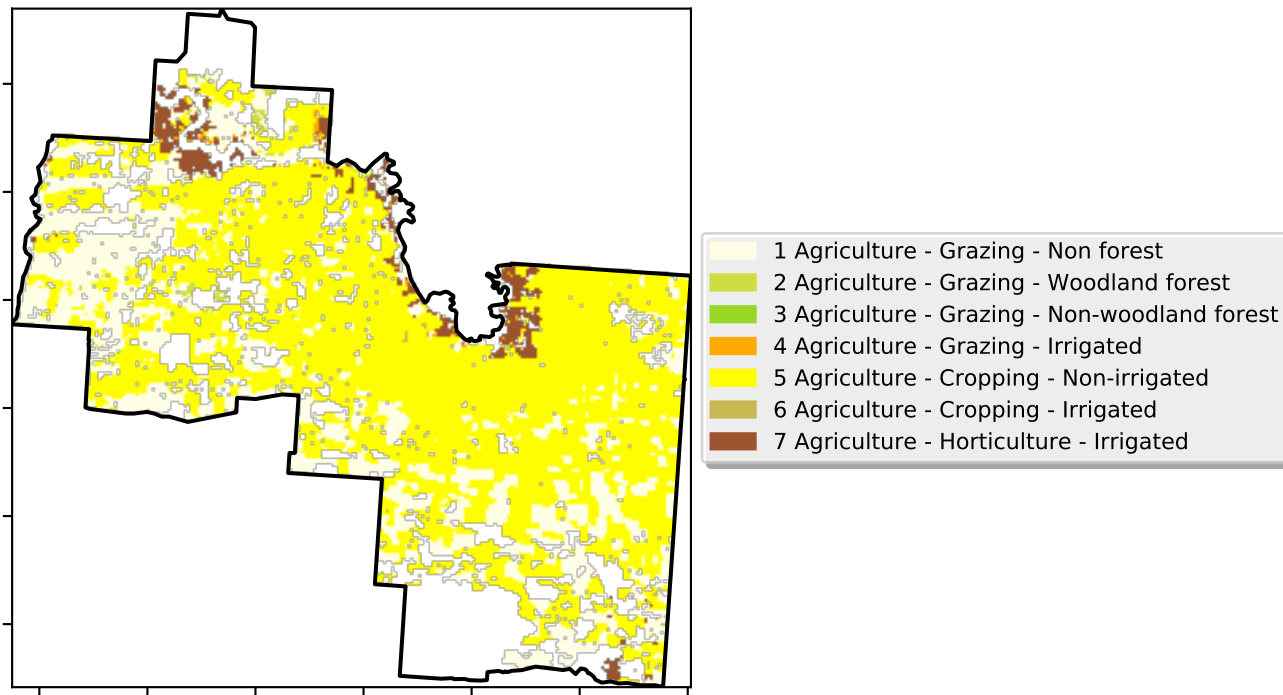 1 Agriculture - Grazing - Non forest
2 Agriculture - Grazing - Woodland forest
3 Agriculture - Grazing - Non-woodland forest
4 Agriculture - Grazing - Irrigated
5 Agriculture - Cropping - Non-irrigated
6 Agriculture - Cropping - Irrigated
7 Agriculture - Horticulture - Irrigated